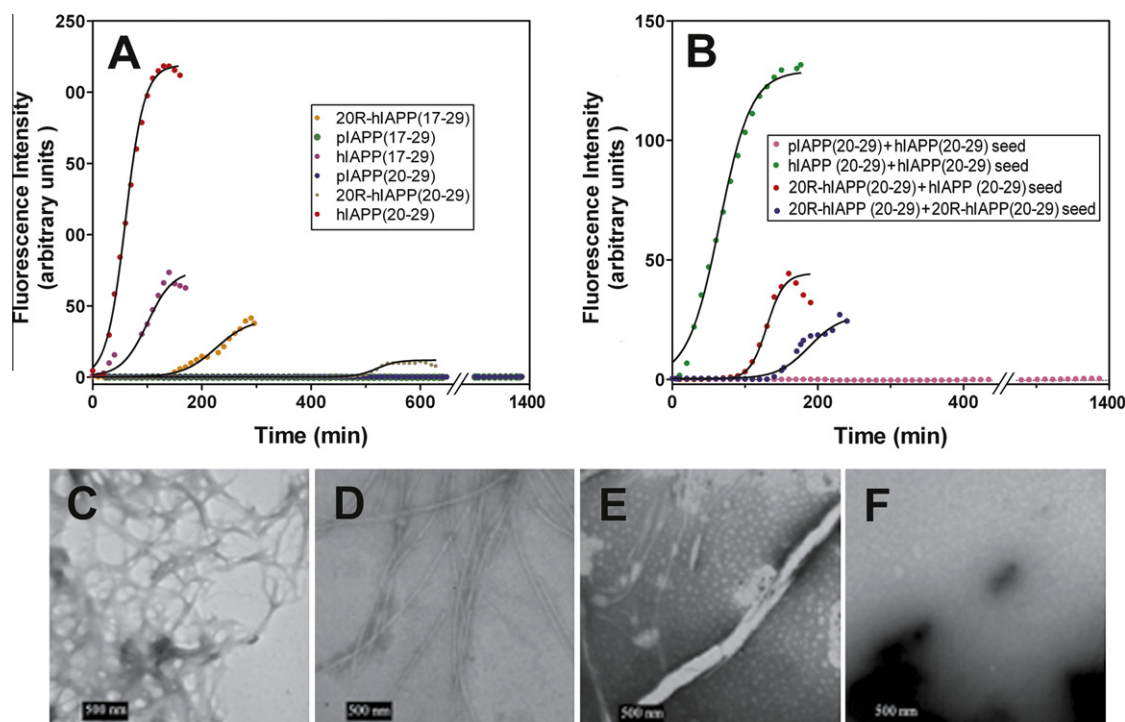 A
250
00
50
00
50
0
0
200
400
600
1400
Time (min)
Fluorescence Intensity
(arbitrary units )
20R-hIAPP(17-29)
pIAPP(17-29)
hIAPP(17-29)
pIAPP(20-29)
20R-hIAPP(20-29)
hIAPP(20-29)
B
150
100
50
0
0
200
400
1400
Time (min)
Fluorescence Intensity
(arbitrary units )
pIAPP(20-29)+hIAPP(20-29) seed
hIAPP (20-29)+hIAPP(20-29) seed
20R-hIAPP(20-29)+hIAPP (20-29) seed
20R-hIAPP (20-29)+20R-hIAPP(20-29) seed
C
500 nm
D
500 nm
E
500 nm
F
500 nm